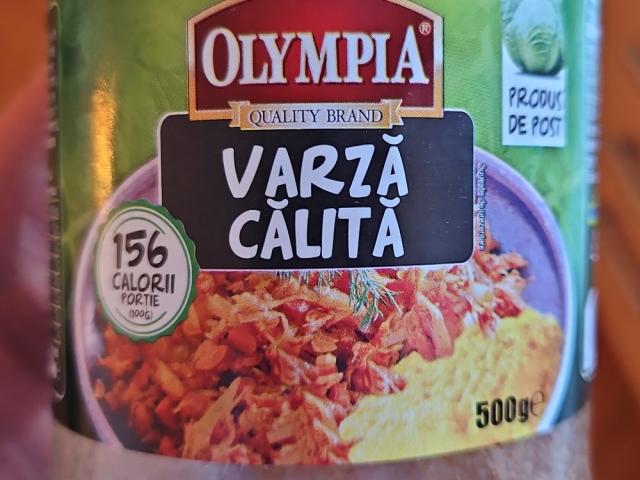 OLYMPIA®
QUALITY BRAND
PRODUS
DE POST
VARZĂ
CĂLITĂ
156
CALORII
PORȚIE
(100G)
500g℮